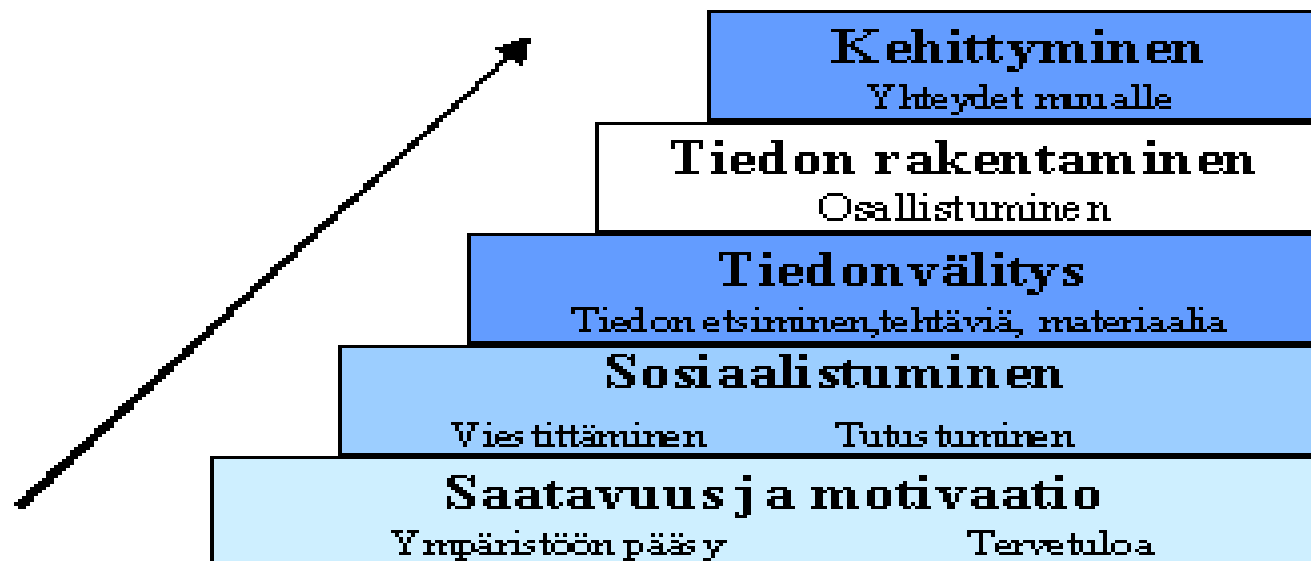 Kehittyminen
Yhteydet muualle
Tiedon rakentaminen
Osallistuminen
Tiedonvälitys
Tiedon etsiminen,tehtäviä, materiaalia
Sosiaalistuminen
Viestittäminen Tutustuminen
Saatavuus ja motivaatio
Ympäristöön pääsy Tervetuloa